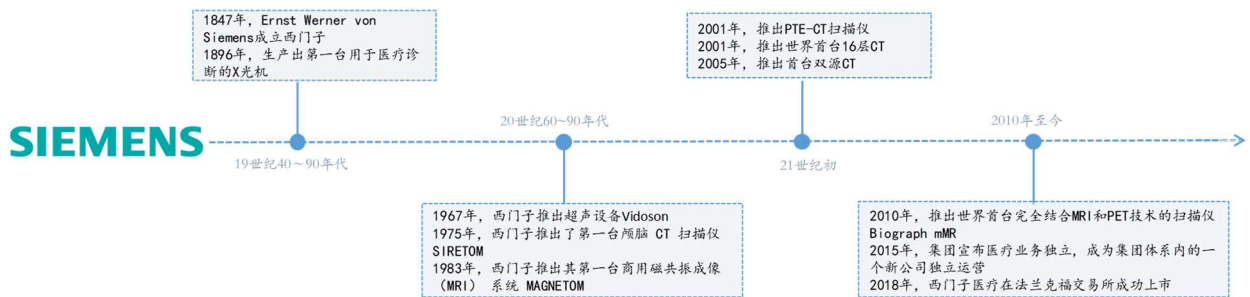 SIEMENS
1847年, Ernst Werner von
Siemens成立西门子
1896年, 生产出第一台用于医疗诊
断的X光机
19世纪40~90年代
20世纪60~90年代
1967年, 西门子推出超声设备Vidoson
1975年, 西门子推出了第一台颅脑 CT 扫描仪
SIRETOM
1983年, 西门子推出其第一台商用磁共振成像
（MRI） 系统 MAGNETOM
2001年, 推出PTE-CT扫描仪
2001年, 推出世界首台16层CT
2005年, 推出首台双源CT
21世纪初
2010年至今
2010年, 推出世界首台完全结合MRI和PET技术的扫描仪
Biograph mMR
2015年, 集团宣布医疗业务独立, 成为集团体系内的一
个新公司独立运营
2018年, 西门子医疗在法兰克福交易所成功上市